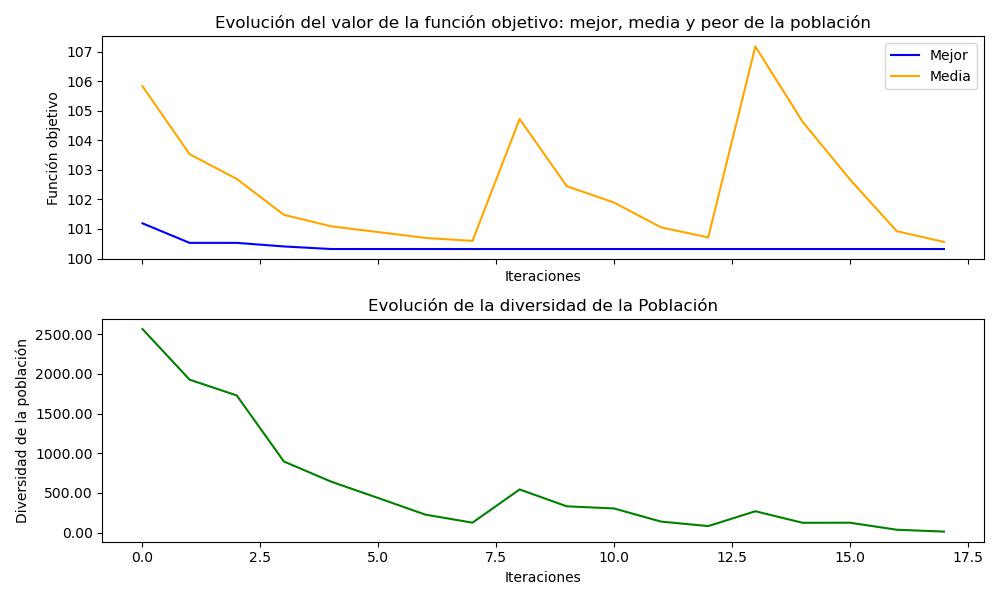 Evolución del valor de la función objetivo: mejor, media y peor de la población
107
106
105
104
103
102
101
100
Función objetivo
Mejor
Media
Iteraciones
Evolución de la diversidad de la Población
2500.00
2000.00
1500.00
1000.00
500.00
0.00
Diversidad de la población
0.0 2.5 5.0 7.5 10.0 12.5 15.0 17.5
Iteraciones